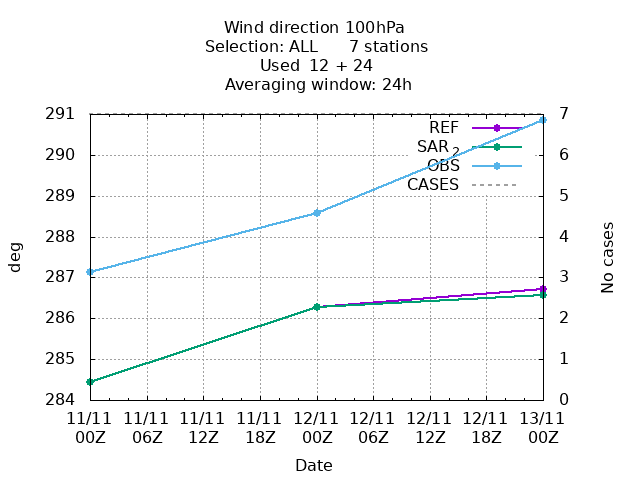 Wind direction 100hPa
Selection: ALL 7 stations
Used 12 + 24
Averaging window: 24h
291 7
REF
SAR 2
290 6
OBS
CASES
289 5
288 4
287 3
286 2
285 1
284 0
deg
No cases
11/11 11/11 11/11 11/11 12/11 12/11 12/11 12/11 13/11
00Z 06Z 12Z 18Z 00Z 06Z 12Z 18Z 00Z
Date